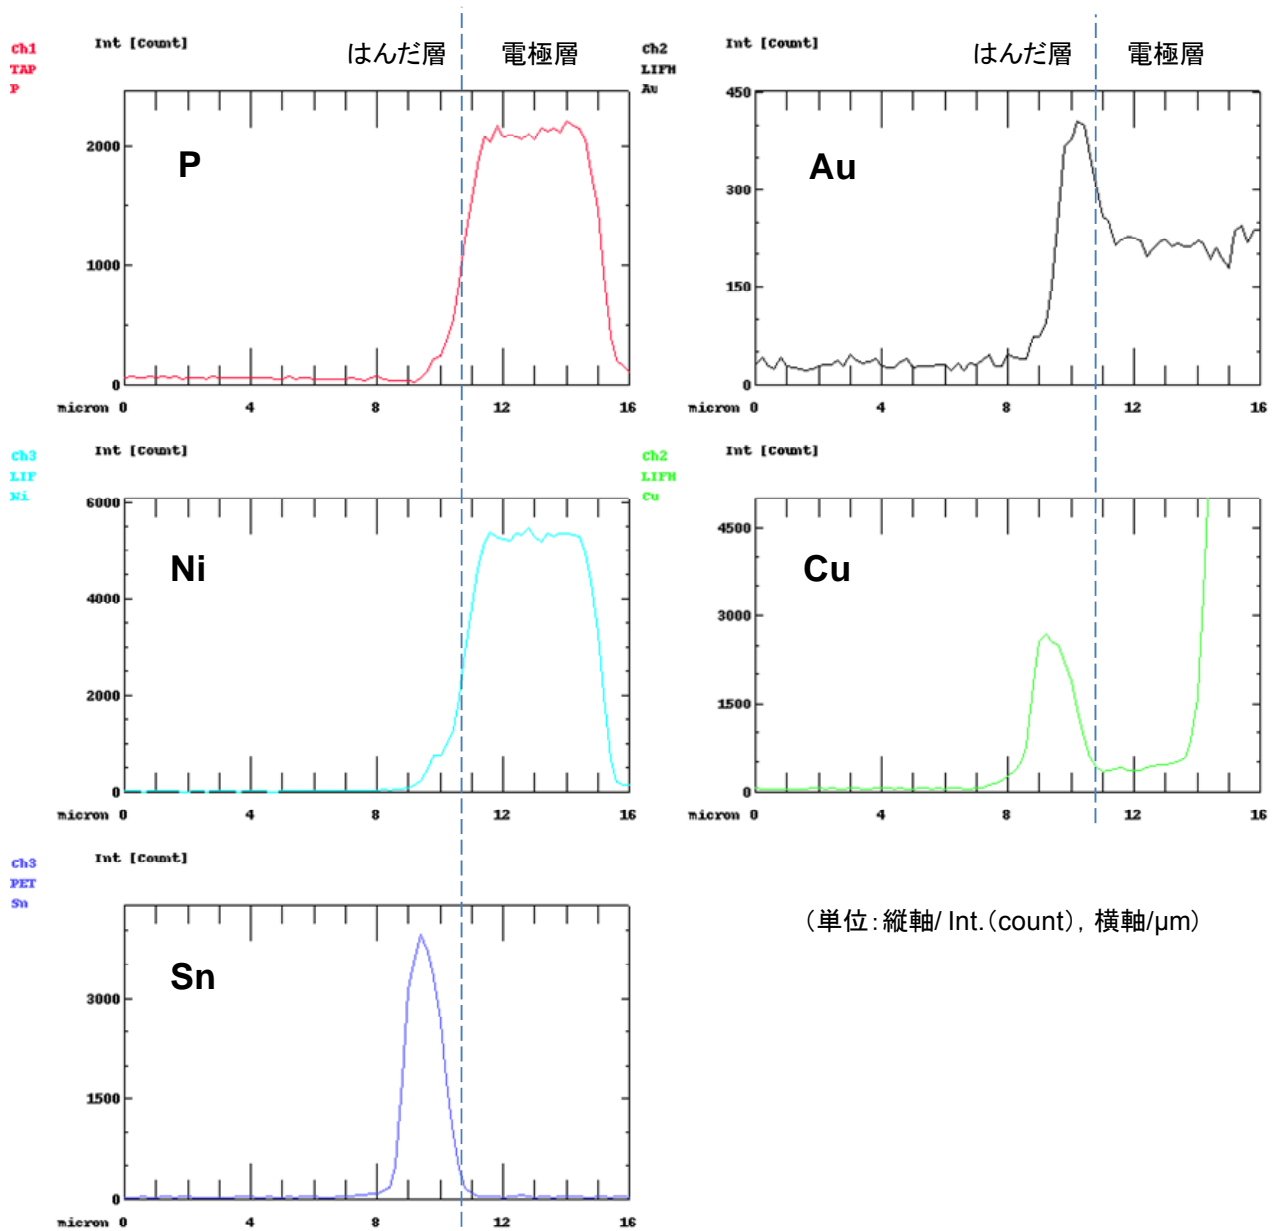 Ch1
TAP
P
Int [Count]
はんだ層 電極層
P
2000
1000
0
micron 0 4 8 12 16
Ch2
LIFH
Au
Int [Count]
はんだ層 電極層
Au
450
300
150
0
micron 0 4 8 12 16
Ch3
LIF
Ni
Int [Count]
Ni
6000
4000
2000
0
micron 0 4 8 12 16
Ch2
LIFH
Cu
Int [Count]
Cu
4500
3000
1500
0
micron 0 4 8 12 16
Ch3
PET
Sn
Int [Count]
Sn
3000
1500
0
micron 0 4 8 12 16
（単位：縦軸/ Int.（count），横軸/μm）